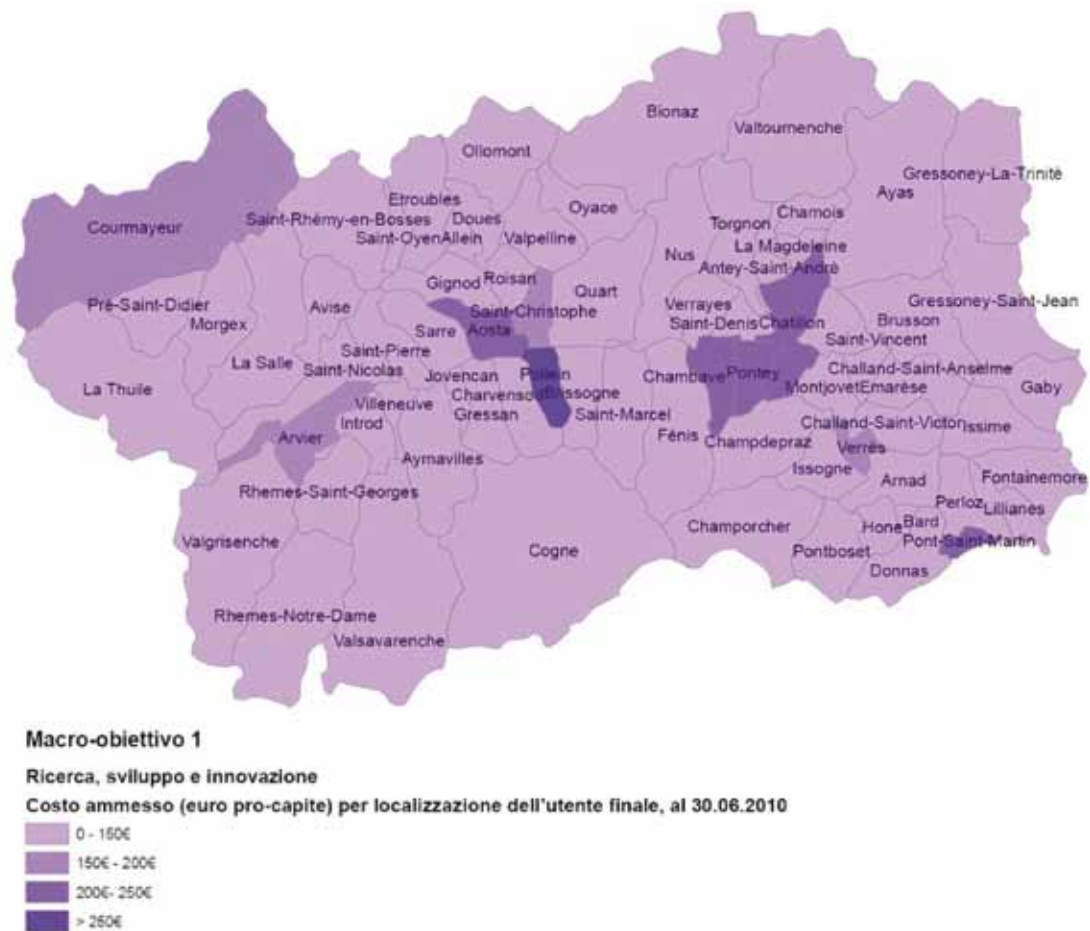 Bionaz
Valtournenche
Ollomont
Gressoney-La-Trinité
Ayas
Etroubles
Oyace
Chamois
Saint-Rhémy-en-Bosses
Doues
Torgnon
Courmayeur
Saint-Oyen
Allein
Valpelline
La Magdeleine
Nus
Antey-Saint-André
Gignod
Roisan
Quart
Pré-Saint-Didier
Avise
Saint-Christophe
Verrayes
Gressoney-Saint-Jean
Morgex
Sarre
Aosta
Saint-Denis
Chatillon
Brusson
Saint-Pierre
Saint-Vincent
La Salle
Saint-Nicolas
Jovencan
Pollein
Chambave
Pontey
Challand-Saint-Anselme
La Thuile
Charvensod
Brissogne
Montjovet
Emarèse
Gaby
Villeneuve
Gressan
Saint-Marcel
Introd
Arvier
Fénis
Champdepraz
Challand-Saint-Victor
Issime
Verrès
Aymavilles
Issogne
Arnad
Fontainemore
Rhemes-Saint-Georges
Perloz
Lillianes
Valgrisenche
Cogne
Champorcher
Hone
Bard
Pont-Saint-Martin
Pontboset
Donnas
Rhemes-Notre-Dame
Valsavarenche
Macro-obiettivo 1
Ricerca, sviluppo e innovazione
Costo ammesso (euro pro-capite) per localizzazione dell'utente finale, al 30.06.2010
0 - 150€
150€ - 200€
200€- 250€
> 250€